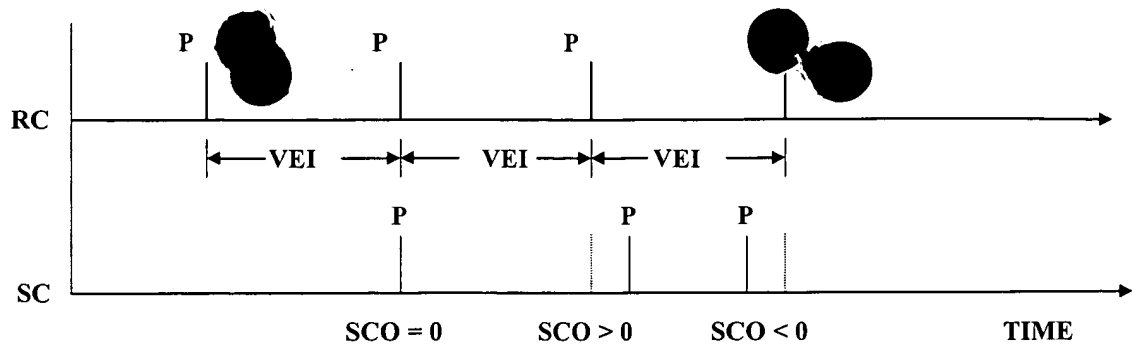 P P P
RC
VEI VEI VEI
P P P
SC
SCO = 0 SCO > 0 SCO < 0 TIME